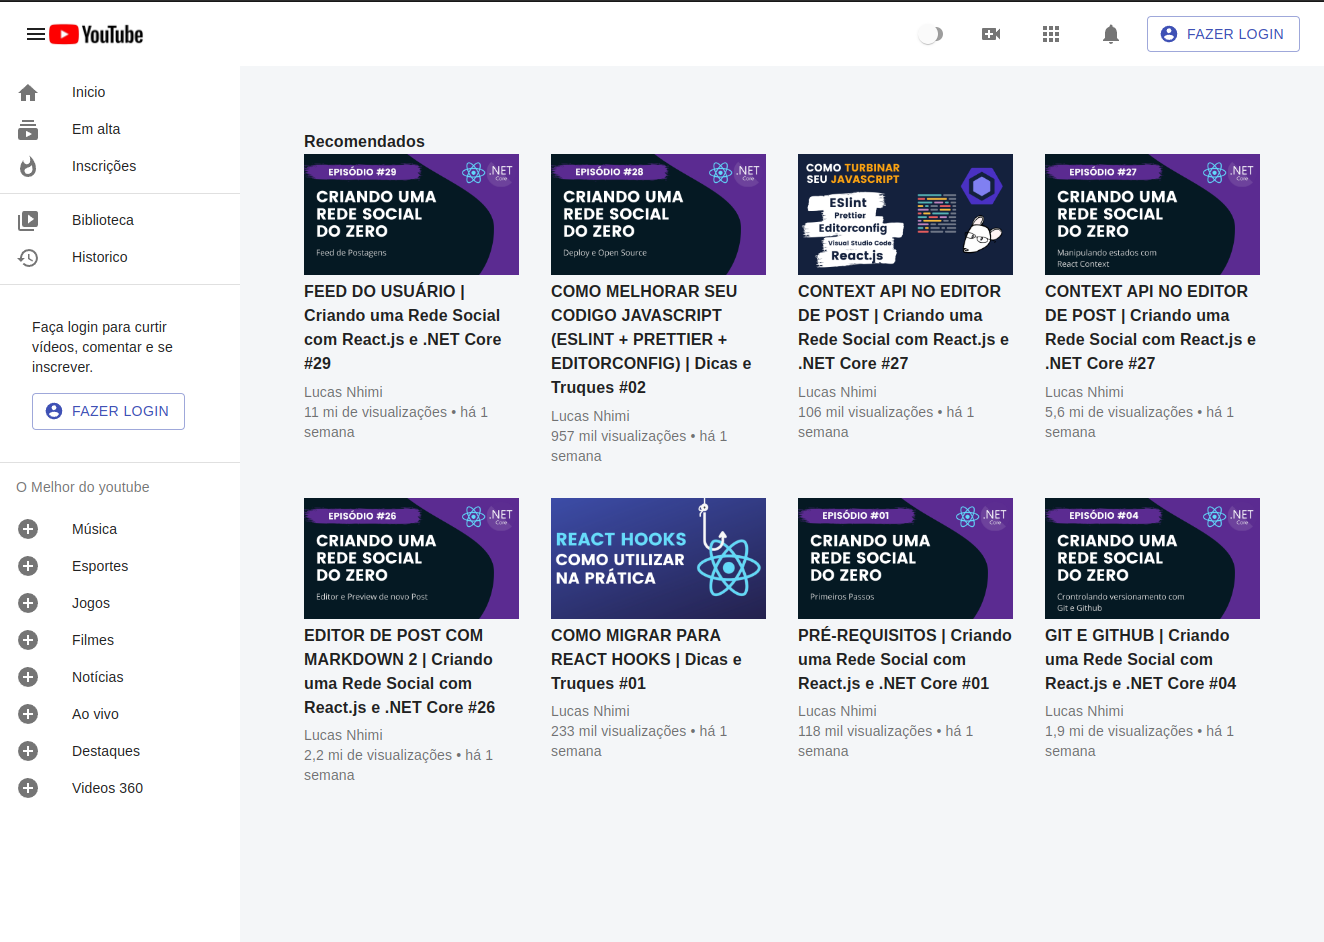 YouTube
FAZER LOGIN
Inicio
Em alta
Inscrições
Biblioteca
Historico
Faça login para curtir
vídeos, comentar e se
inscrever.
FAZER LOGIN
O Melhor do youtube
Música
Esportes
Jogos
Filmes
Notícias
Ao vivo
Destaques
Videos 360
Recomendados
EPISÓDIO #29
.NET
Core
CRIANDO UMA
REDE SOCIAL
DO ZERO
Feed de Postagens
FEED DO USUÁRIO |
Criando uma Rede Social
com React.js e .NET Core
#29
Lucas Nhimi
11 mi de visualizações • há 1
semana
EPISÓDIO #28
.NET
Core
CRIANDO UMA
REDE SOCIAL
DO ZERO
Deploy e Open Source
COMO MELHORAR SEU
CODIGO JAVASCRIPT
(ESLINT + PRETTIER +
EDITORCONFIG) | Dicas e
Truques #02
Lucas Nhimi
957 mil visualizações • há 1
semana
COMO TURBINAR
SEU JAVASCRIPT
ESlint
Prettier
Editorconfig
Visual Studio Code
React.js
CONTEXT API NO EDITOR
DE POST | Criando uma
Rede Social com React.js e
.NET Core #27
Lucas Nhimi
106 mil visualizações • há 1
semana
EPISÓDIO #27
.NET
Core
CRIANDO UMA
REDE SOCIAL
DO ZERO
Manipulando estados com
React Context
CONTEXT API NO EDITOR
DE POST | Criando uma
Rede Social com React.js e
.NET Core #27
Lucas Nhimi
5,6 mi de visualizações • há 1
semana
EPISÓDIO #26
.NET
Core
CRIANDO UMA
REDE SOCIAL
DO ZERO
Editor e Preview de novo Post
EDITOR DE POST COM
MARKDOWN 2 | Criando
uma Rede Social com
React.js e .NET Core #26
Lucas Nhimi
2,2 mi de visualizações • há 1
semana
REACT HOOKS
COMO UTILIZAR
NA PRÁTICA
COMO MIGRAR PARA
REACT HOOKS | Dicas e
Truques #01
Lucas Nhimi
233 mil visualizações • há 1
semana
EPISÓDIO #01
.NET
Core
CRIANDO UMA
REDE SOCIAL
DO ZERO
Primeiros Passos
PRÉ-REQUISITOS | Criando
uma Rede Social com
React.js e .NET Core #01
Lucas Nhimi
118 mil visualizações • há 1
semana
EPISÓDIO #04
.NET
Core
CRIANDO UMA
REDE SOCIAL
DO ZERO
Crontrolando versionamento com
Git e Github
GIT E GITHUB | Criando
uma Rede Social com
React.js e .NET Core #04
Lucas Nhimi
1,9 mi de visualizações • há 1
semana